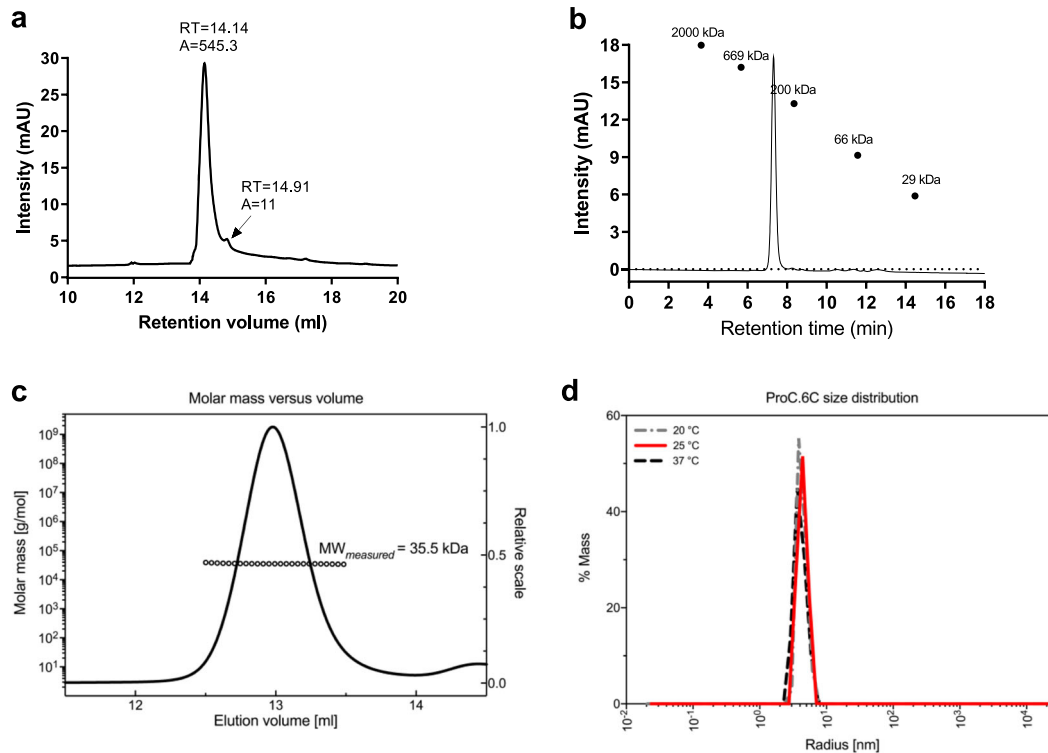 a
RT=14.14
A=545.3
RT=14.91
A=11
Intensity (mAU)
30
25
20
15
10
5
0
10 12 14 16 18 20
Retention volume (ml)
b
2000 kDa
669 kDa
200 kDa
66 kDa
29 kDa
Intensity (mAU)
18
15
12
9
6
3
0
0 2 4 6 8 10 12 14 16 18
Retention time (min)
c
Molar mass versus volume
Molar mass [g/mol]
10⁹
10⁸
10⁷
10⁶
10⁵
10⁴
10³
10²
10¹
MWmeasured = 35.5 kDa
1.0
0.5
0.0
Relative scale
12 13 14
Elution volume [ml]
d
ProC.6C size distribution
20 °C
25 °C
37 °C
% Mass
60
40
20
0
10⁻² 10⁻¹ 10⁰ 10¹ 10² 10³ 10⁴
Radius [nm]